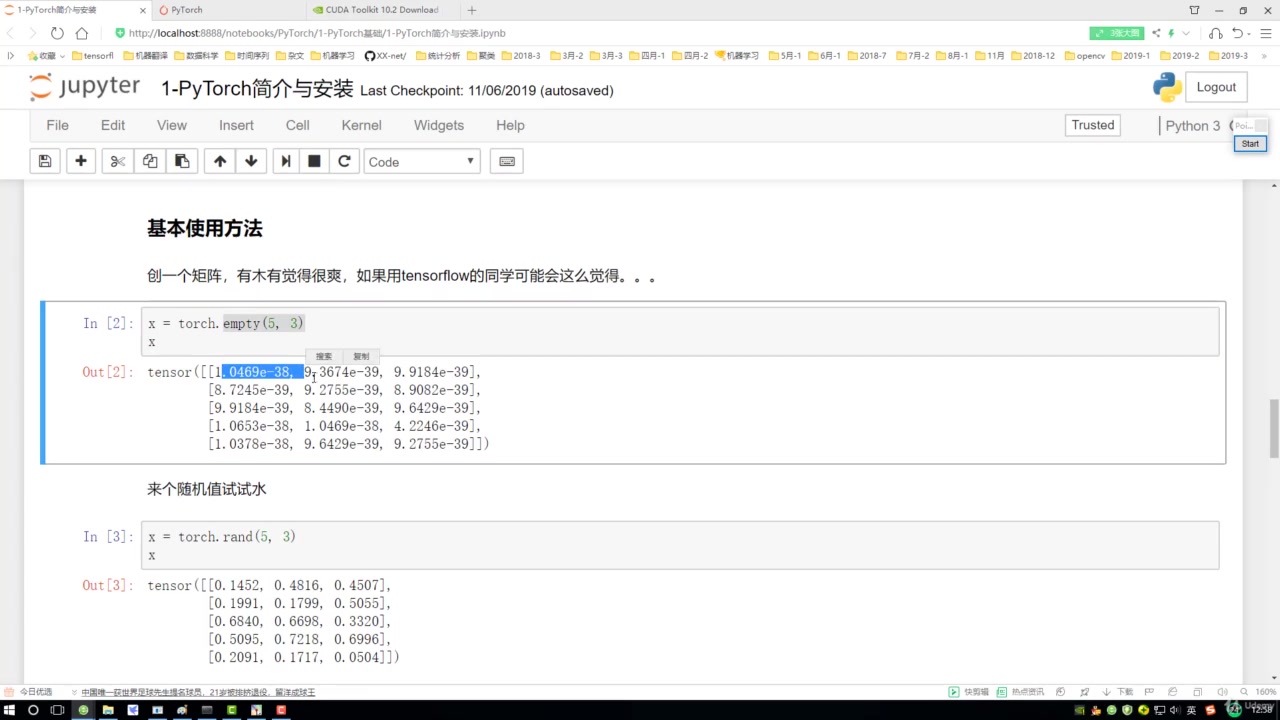 1-PyTorch简介与安装
PyTorch
CUDA Toolkit 10.2 Download
http://localhost:8888/notebooks/PyTorch/1-PyTorch基础/1-PyTorch简介与安装.ipynb
3张大图
收藏 tensorfl 机器翻译 数据科学 时间序列 杂文 机器学习 XX-net/ 统计分析 聚类 2018-3 3月-2 3月-3 四月-1 四月-2 机器学习 5月-1 6月-1 2018-7 7月-2 8月-1 11月 2018-12 opencv 2019-1 2019-2 2019-3
jupyter 1-PyTorch简介与安装 Last Checkpoint: 11/06/2019 (autosaved)
Logout
File Edit View Insert Cell Kernel Widgets Help
Trusted
Python 3
Poi...
Start
Code
基本使用方法
创一个矩阵，有木有觉得很爽，如果用tensorflow的同学可能会这么觉得。。。
In [2]: x = torch.empty(5, 3)
x
搜索 复制
Out[2]: tensor([[1.0469e-38, 9.3674e-39, 9.9184e-39],
[8.7245e-39, 9.2755e-39, 8.9082e-39],
[9.9184e-39, 8.4490e-39, 9.6429e-39],
[1.0653e-38, 1.0469e-38, 4.2246e-39],
[1.0378e-38, 9.6429e-39, 9.2755e-39]])
来个随机值试试水
In [3]: x = torch.rand(5, 3)
x
Out[3]: tensor([[0.1452, 0.4816, 0.4507],
[0.1991, 0.1799, 0.5055],
[0.6840, 0.6698, 0.3320],
[0.5095, 0.7218, 0.6996],
[0.2091, 0.1717, 0.0504]])
今日优选
中国唯一获世界足球先生提名球员，21岁被排挤退役，留洋成球王
快剪辑 热点资讯 下载 160%
英
12:58
Udemy